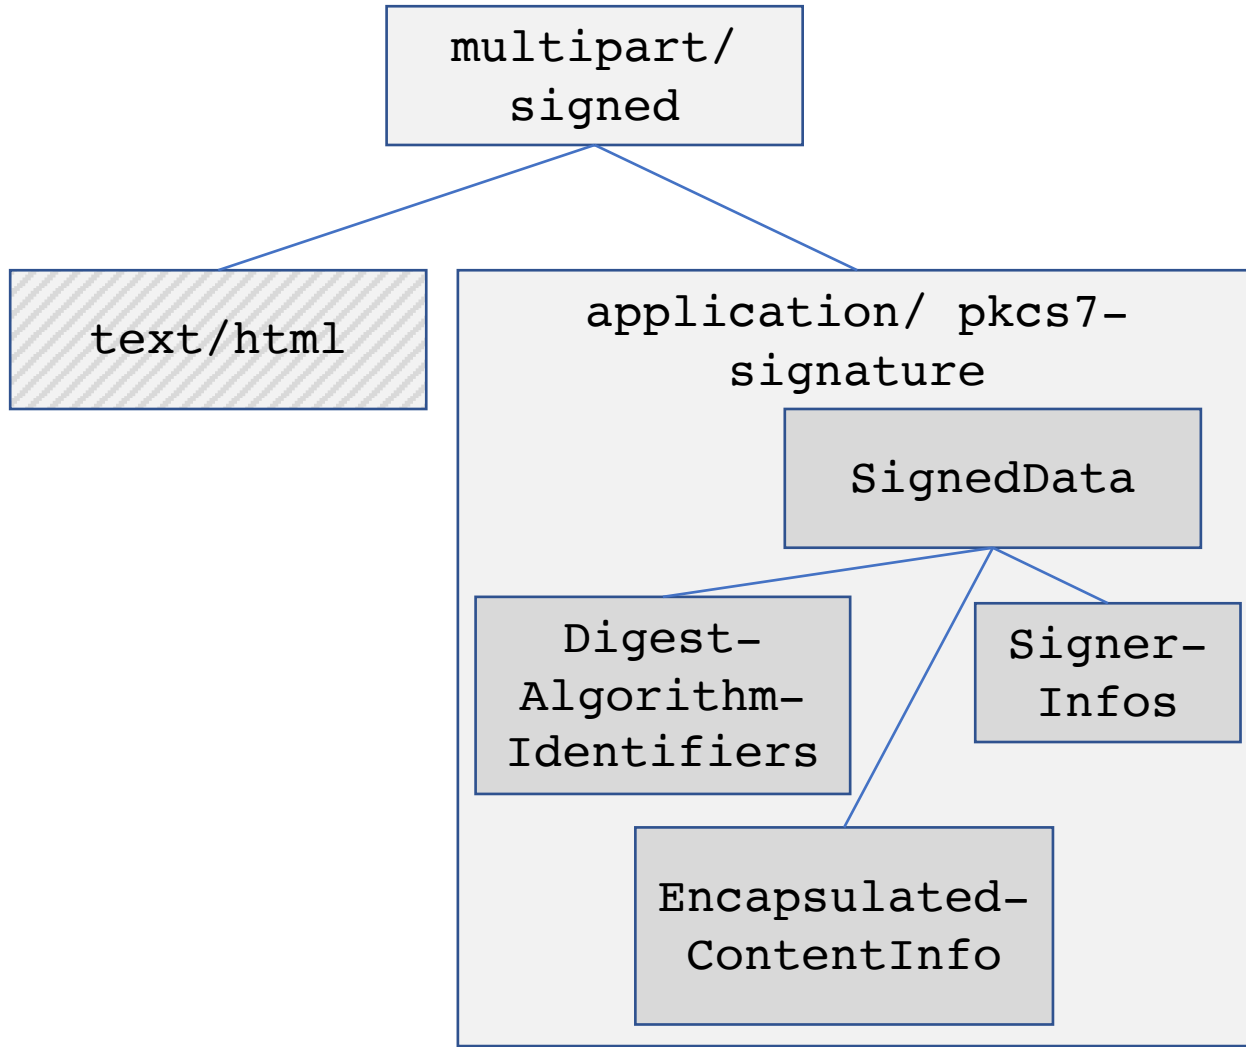 multipart/
signed
text/html
application/ pkcs7-
signature
SignedData
Digest-
Algorithm-
Identifiers
Signer-
Infos
Encapsulated-
ContentInfo